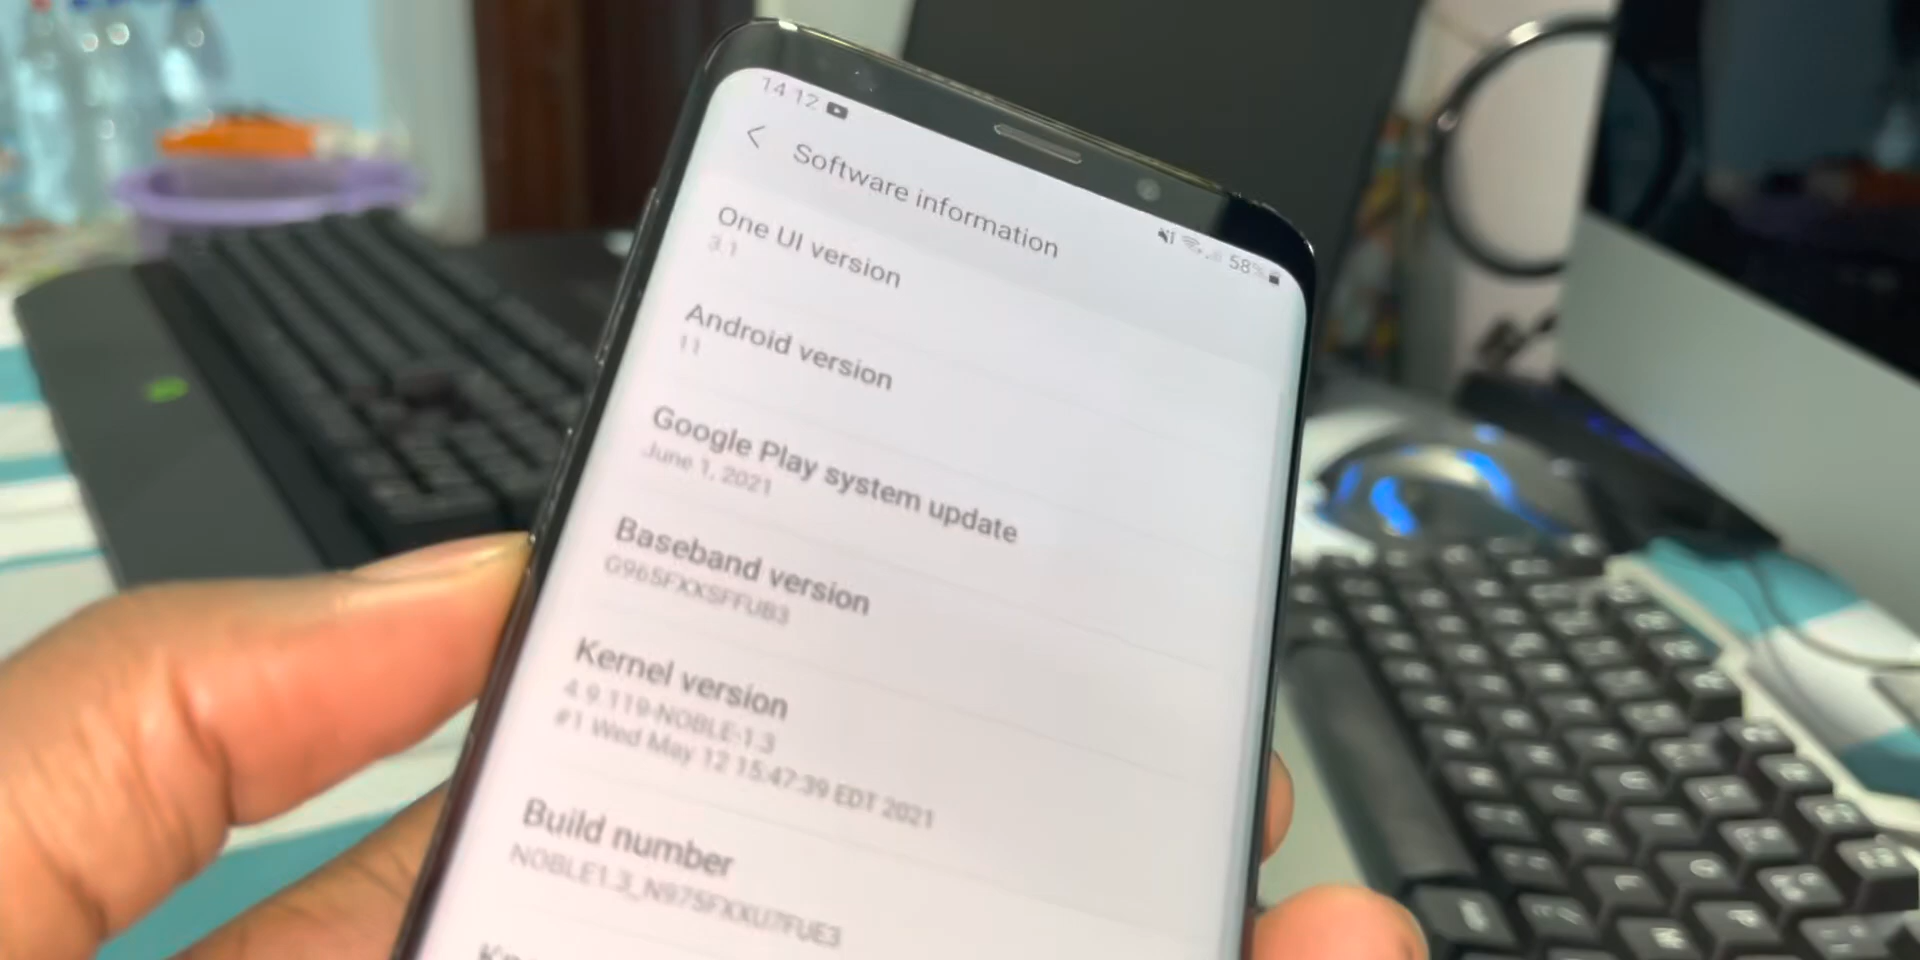 14 12
58%
Software information
One UI version
3.1
Android version
11
Google Play system update
June 1, 2021
Baseband version
G965FXXSFFUB3
Kernel version
4.9.119-NOBLE-1.3
#1 Wed May 12 15:47:39 EDT 2021
Build number
NOBLE1.3_N975FXXU7FUE3